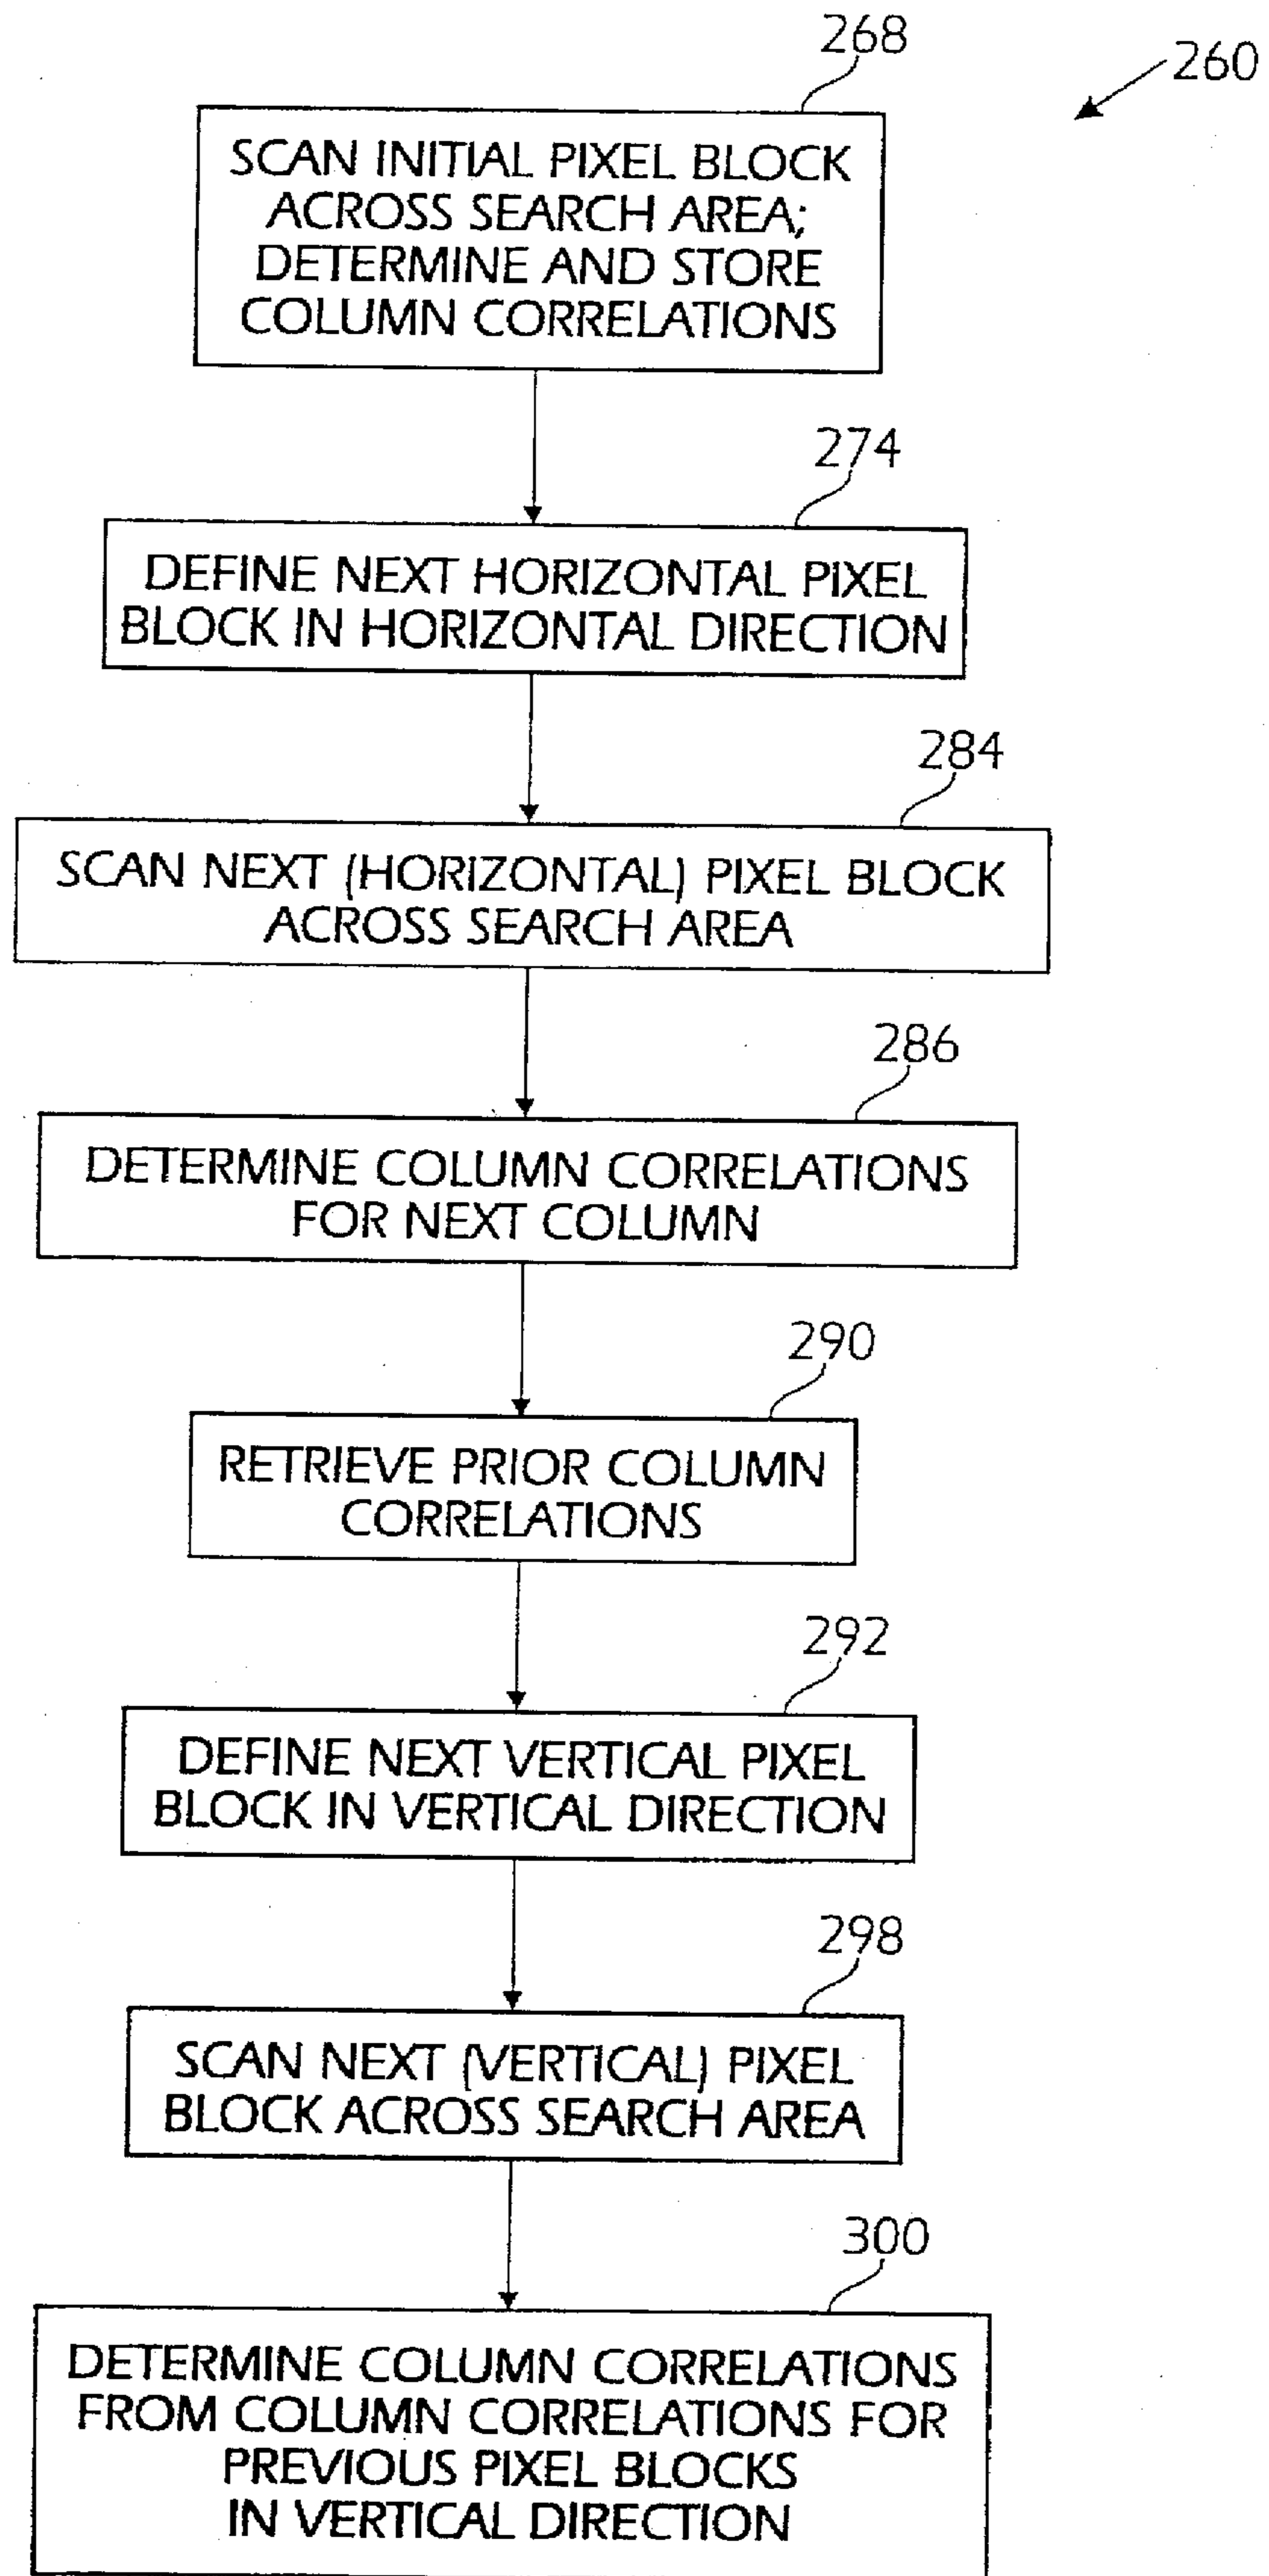 268
260
SCAN INITIAL PIXEL BLOCK
ACROSS SEARCH AREA;
DETERMINE AND STORE
COLUMN CORRELATIONS
274
DEFINE NEXT HORIZONTAL PIXEL
BLOCK IN HORIZONTAL DIRECTION
284
SCAN NEXT (HORIZONTAL) PIXEL BLOCK
ACROSS SEARCH AREA
286
DETERMINE COLUMN CORRELATIONS
FOR NEXT COLUMN
290
RETRIEVE PRIOR COLUMN
CORRELATIONS
292
DEFINE NEXT VERTICAL PIXEL
BLOCK IN VERTICAL DIRECTION
298
SCAN NEXT (VERTICAL) PIXEL
BLOCK ACROSS SEARCH AREA
300
DETERMINE COLUMN CORRELATIONS
FROM COLUMN CORRELATIONS FOR
PREVIOUS PIXEL BLOCKS
IN VERTICAL DIRECTION